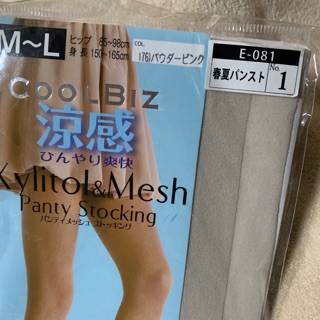 M~L
ヒップ 85~98cm
身長 150~165cm
COL.
(76)パウダーピンク
E-081
春夏パンスト
No.
1
COOLBIZ
涼感
ひんやり爽快
Xylitol&Mesh
Panty Stocking
パンティメッシュ ストッキング